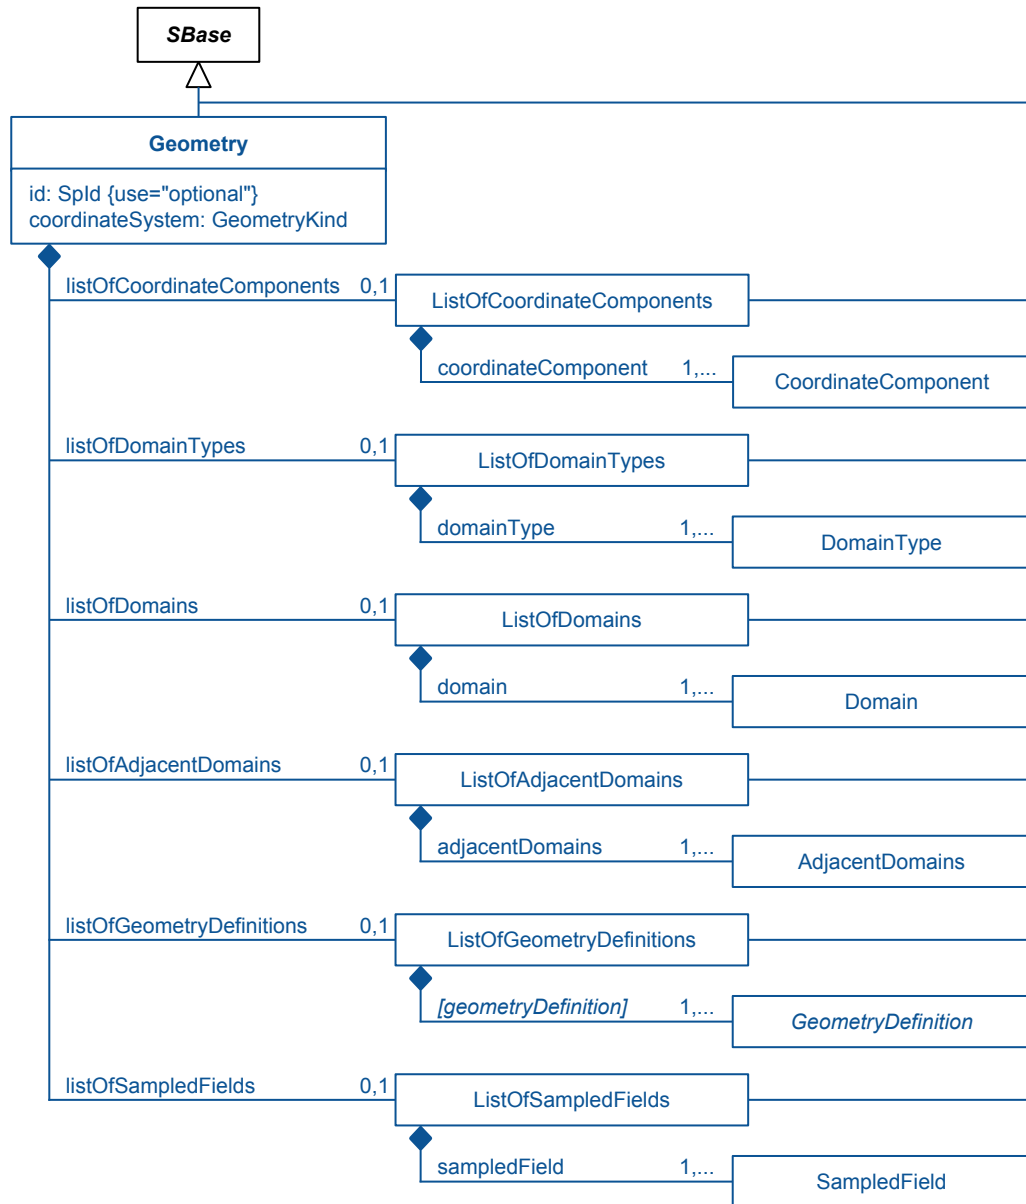 SBase
Geometry
id: SpId {use="optional"}
coordinateSystem: GeometryKind
listOfCoordinateComponents 0,1 ListOfCoordinateComponents
coordinateComponent 1,... CoordinateComponent
listOfDomainTypes 0,1 ListOfDomainTypes
domainType 1,... DomainType
listOfDomains 0,1 ListOfDomains
domain 1,... Domain
listOfAdjacentDomains 0,1 ListOfAdjacentDomains
adjacentDomains 1,... AdjacentDomains
listOfGeometryDefinitions 0,1 ListOfGeometryDefinitions
[geometryDefinition] 1,... GeometryDefinition
listOfSampledFields 0,1 ListOfSampledFields
sampledField 1,... SampledField